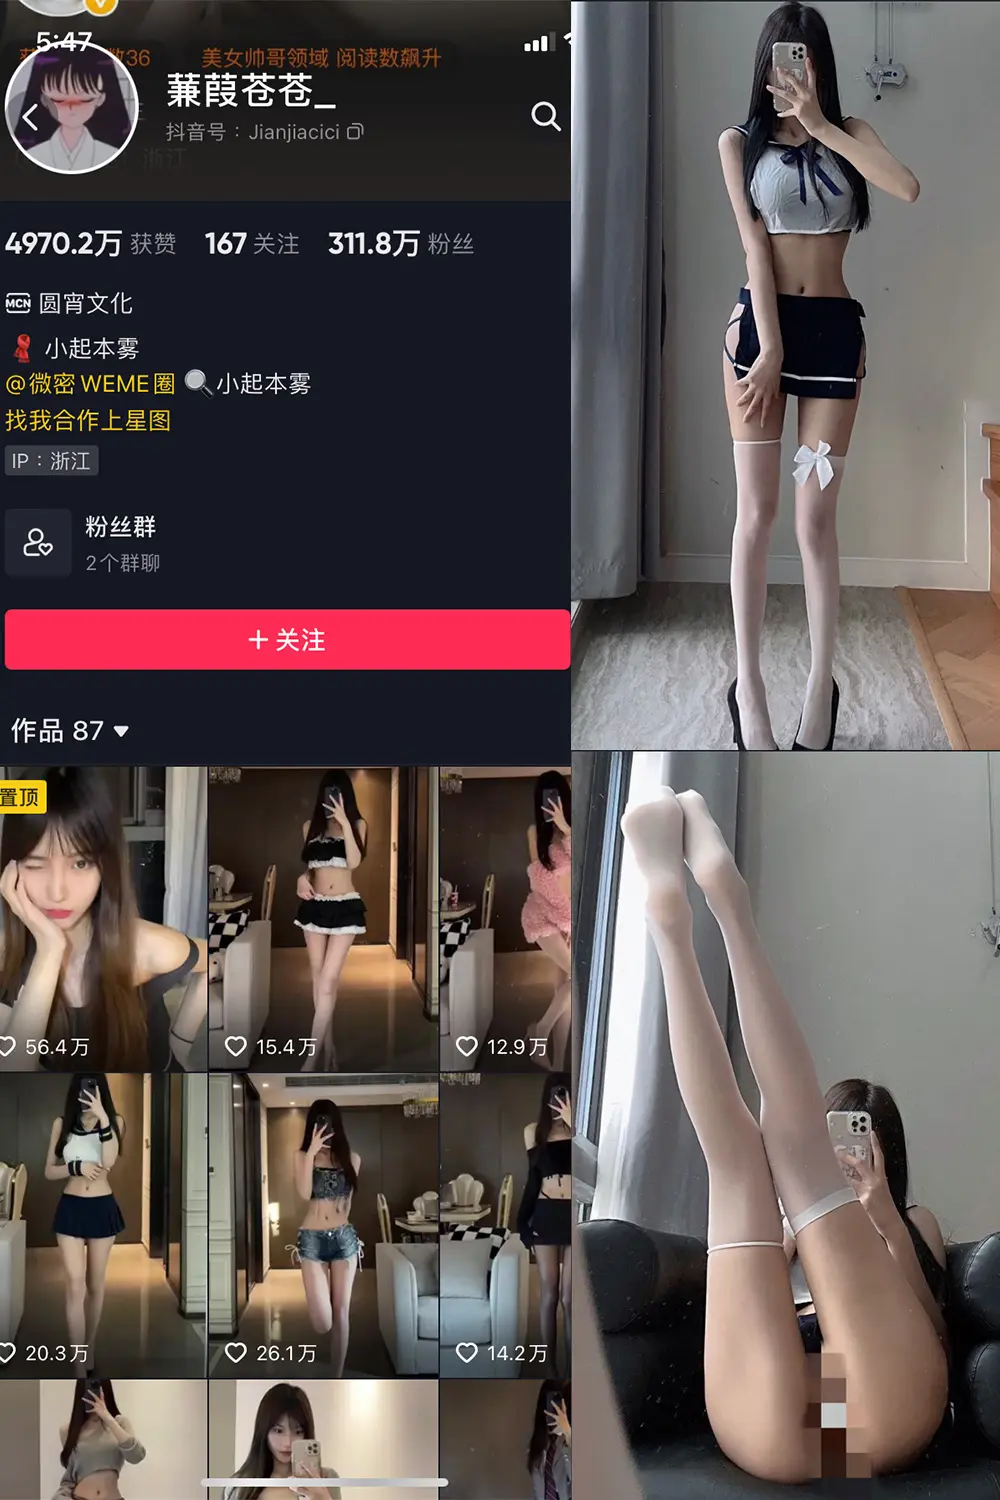 5:47
数36
美女帅哥领域 阅读数飙升
蒹葭苍苍_
抖音号：Jianjiacici
浙江
4970.2万 获赞 167 关注 311.8万 粉丝
MCN 圆宵文化
小起本雾
@微密WEME圈 🔍小起本雾
找我合作上星图
IP：浙江
粉丝群
2个群聊
+ 关注
作品 87
置顶
56.4万 15.4万 12.9万
20.3万 26.1万 14.2万